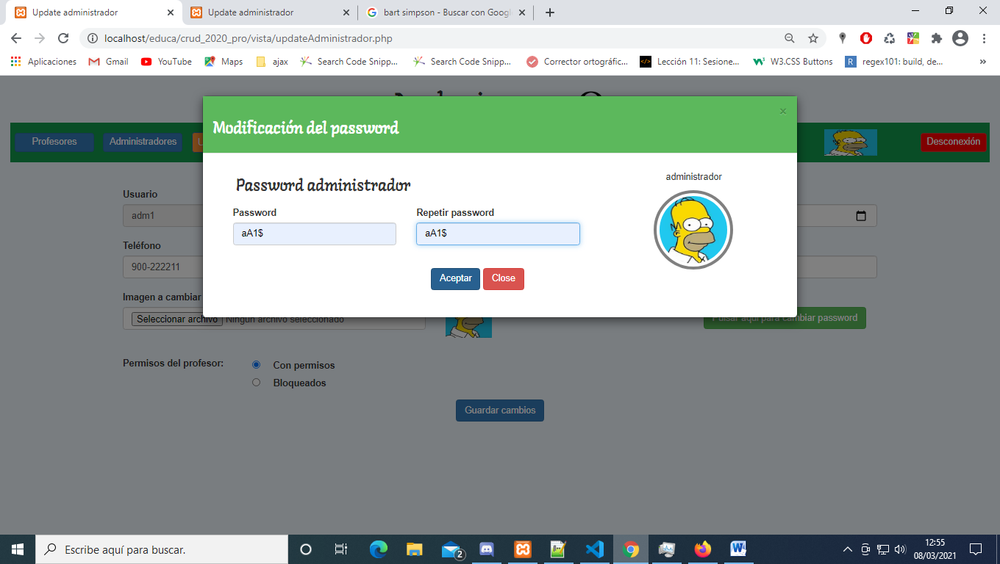 Update administrador
Update administrador
bart simpson - Buscar con Googl
localhost/educa/crud_2020_pro/vista/updateAdministrador.php
Aplicaciones
Gmail
YouTube
Maps
ajax
Search Code Snipp...
Search Code Snipp...
Corrector ortográfic...
Lección 11: Sesione...
W3.CSS Buttons
regex101: build, de...
»
Modificación del password
×
Profesores
Administradores
Desconexión
Password administrador
administrador
Usuario
adm1
Password
Repetir password
aA1$
aA1$
Teléfono
900-222211
Aceptar
Close
Imagen a cambiar
Seleccionar archivo
Ningún archivo seleccionado
Pulsar aquí para cambiar password
Permisos del profesor:
Con permisos
Bloqueados
Guardar cambios
Escribe aquí para buscar.
2
12:55
08/03/2021